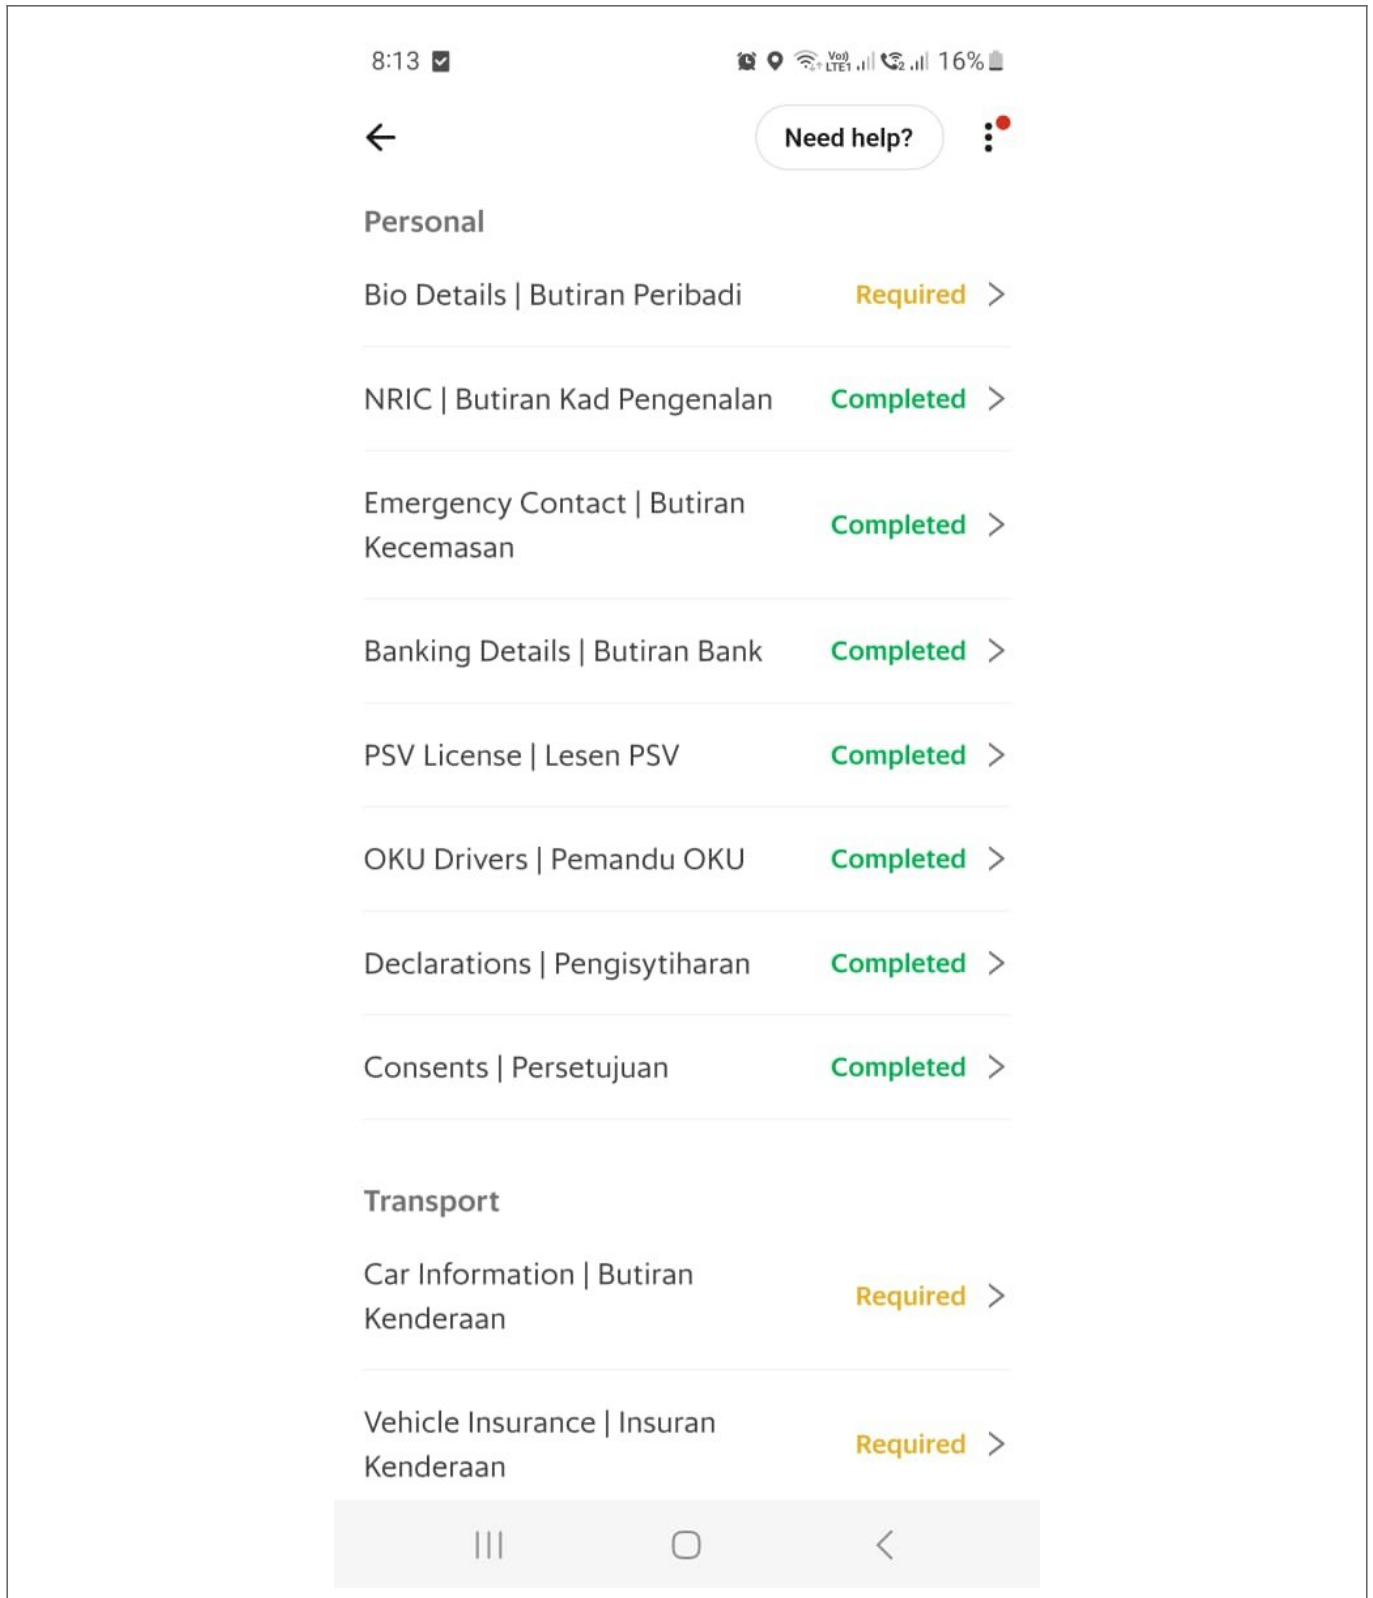 8:13 16%
Need help?
Personal
Bio Details | Butiran Peribadi Required
NRIC | Butiran Kad Pengenalan Completed
Emergency Contact | Butiran
Kecemasan
Completed
Banking Details | Butiran Bank Completed
PSV License | Lesen PSV Completed
OKU Drivers | Pemandu OKU Completed
Declarations | Pengisytiharan Completed
Consents | Persetujuan Completed
Transport
Car Information | Butiran
Kenderaan
Required
Vehicle Insurance | Insuran
Kenderaan
Required